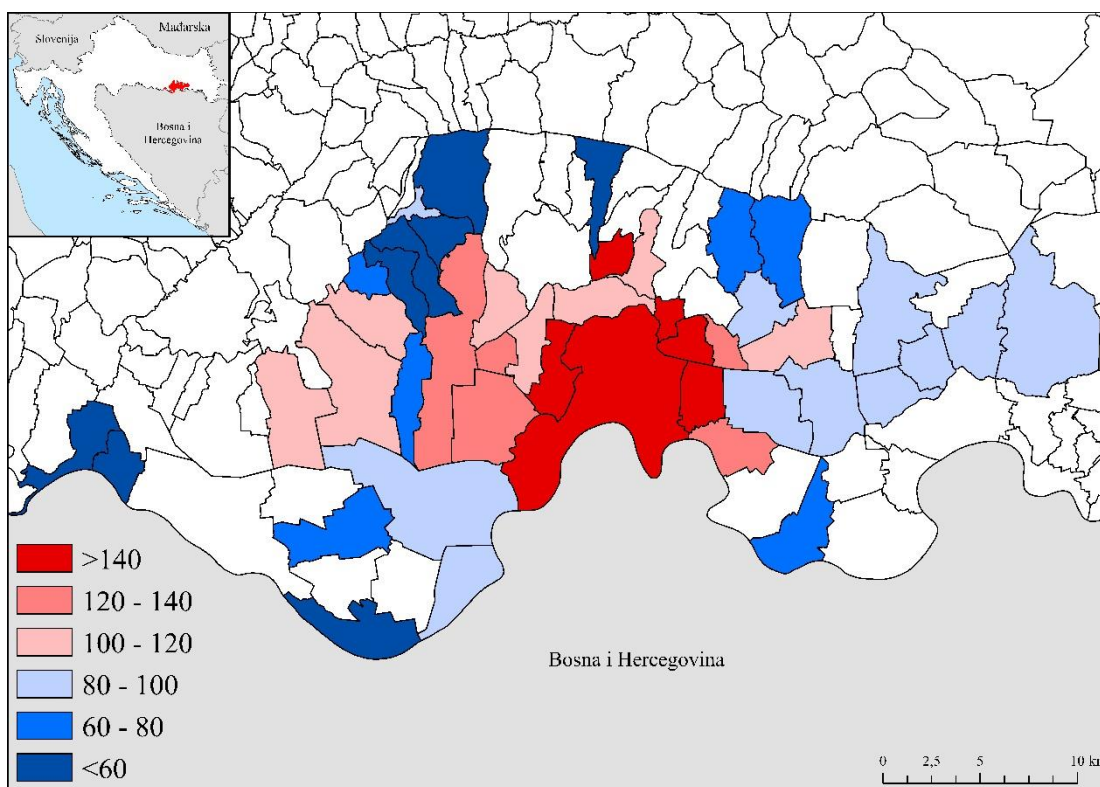 Mađarska
Slovenija
Bosna i
Hercegovina
>140
120 - 140
100 - 120
80 - 100
60 - 80
<60
Bosna i Hercegovina
0 2,5 5 10 km